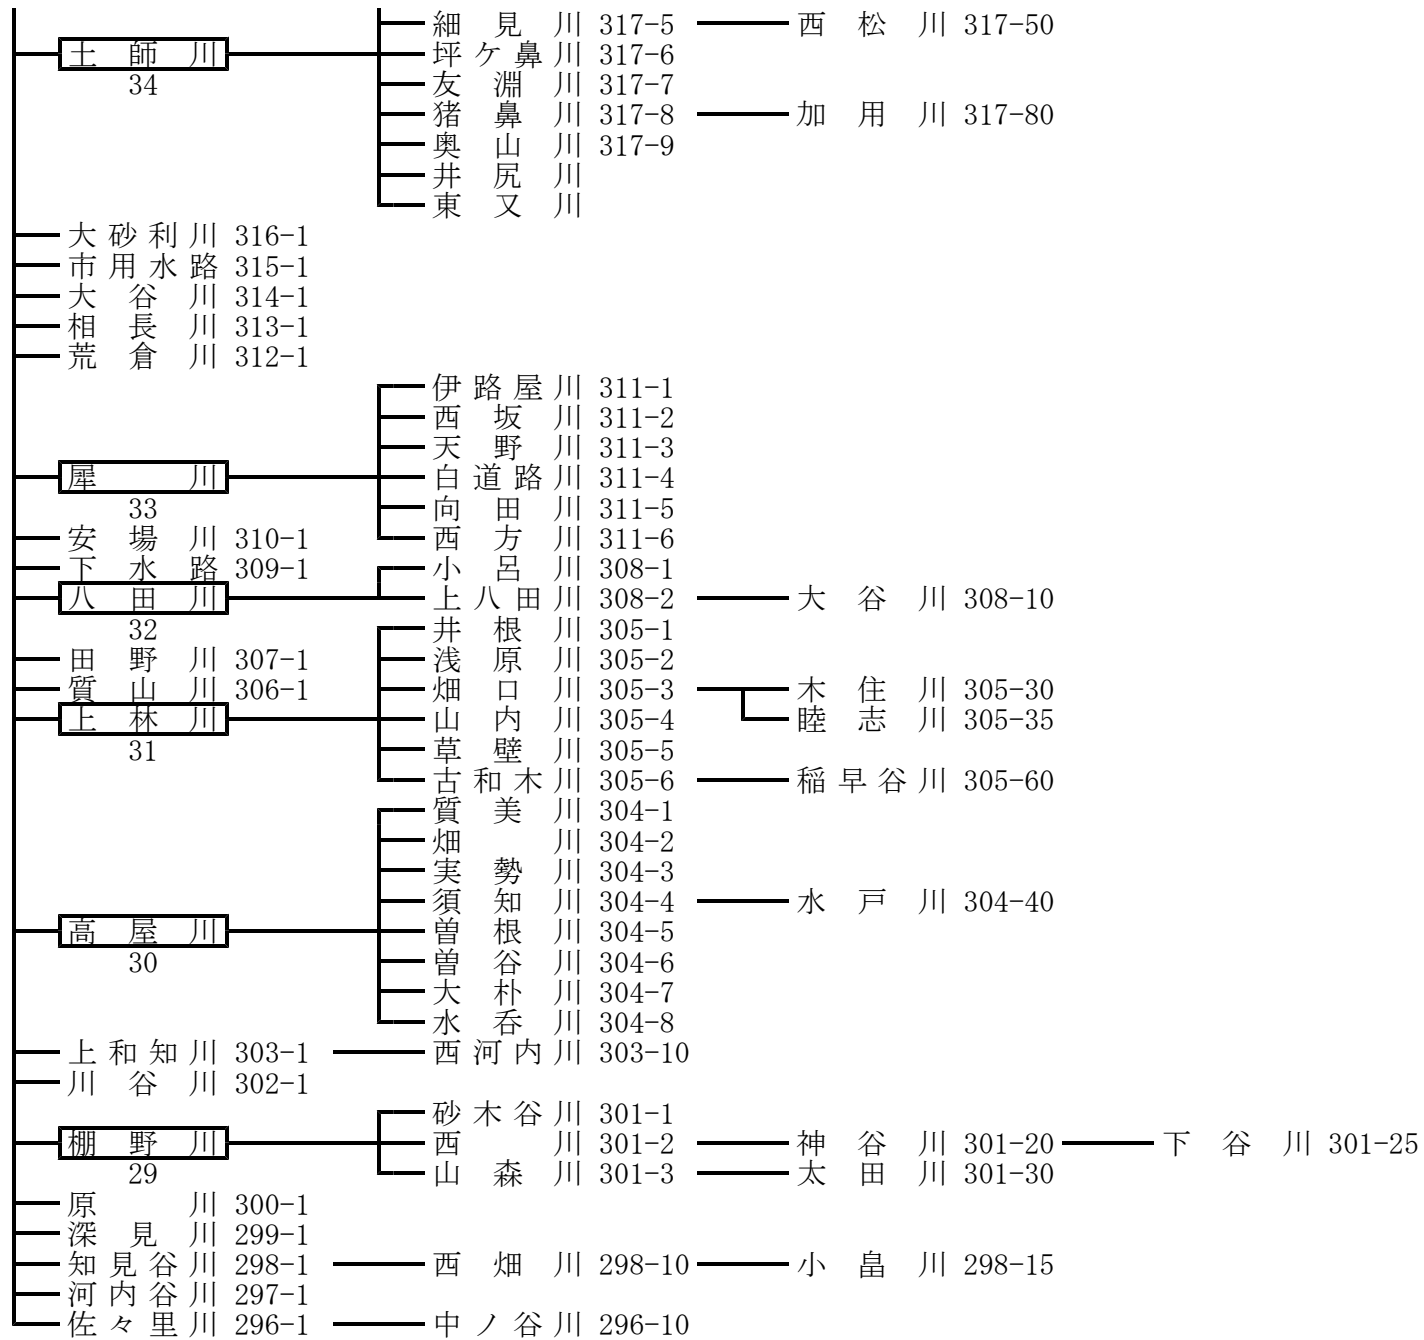 細見川 317-5 西松川 317-50
土師川 坪ケ鼻川 317-6
34 友淵川 317-7
猪鼻川 317-8 加用川 317-80
奥山川 317-9
井尻川
東又川
大砂利川 316-1
市用水路 315-1
大谷川 314-1
相長川 313-1
荒倉川 312-1
伊路屋川 311-1
西坂川 311-2
天野川 311-3
犀川 白道路川 311-4
33 向田川 311-5
安場川 310-1 西方川 311-6
下水路 309-1 小呂川 308-1
八田川 上八田川 308-2 大谷川 308-10
32 井根川 305-1
田野川 307-1 浅原川 305-2
質山川 306-1 畑口川 305-3 木住川 305-30
上林川 山内川 305-4 睦志川 305-35
31 草壁川 305-5
古和木川 305-6 稲早谷川 305-60
質美川 304-1
畑川 304-2
実勢川 304-3
須知川 304-4 水戸川 304-40
高屋川 曽根川 304-5
30 曽谷川 304-6
大朴川 304-7
水呑川 304-8
上和知川 303-1 西河内川 303-10
川谷川 302-1
砂木谷川 301-1
棚野川 西川 301-2 神谷川 301-20 下谷川 301-25
29 山森川 301-3 太田川 301-30
原川 300-1
深見川 299-1
知見谷川 298-1 西畑川 298-10 小畠川 298-15
河内谷川 297-1
佐々里川 296-1 中ノ谷川 296-10